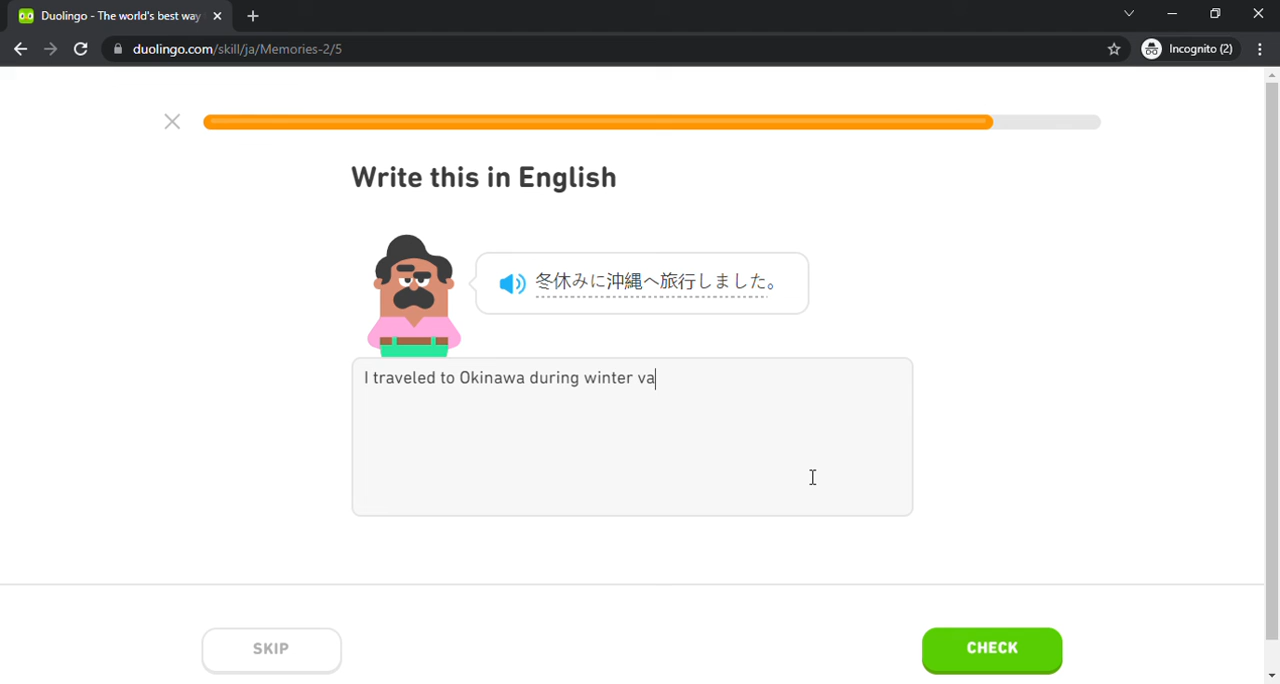 Duolingo - The world's best way
duolingo.com/skill/ja/Memories-2/5
Incognito (2)
Write this in English
冬休みに沖縄へ旅行しました。
I traveled to Okinawa during winter va
SKIP
CHECK